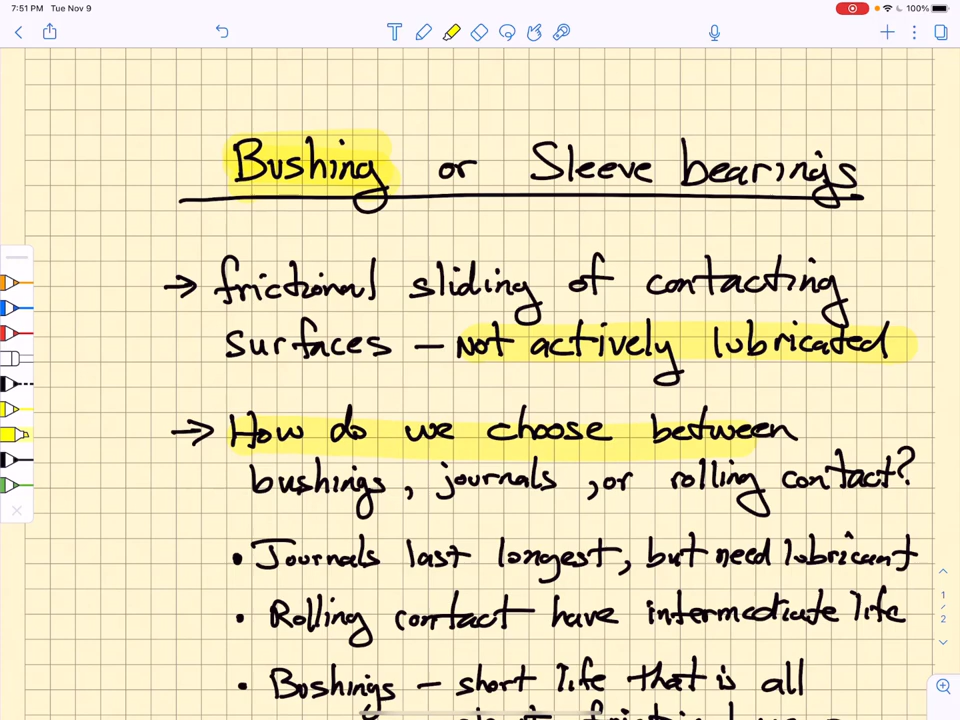 7:51 PM Tue Nov 9
100%
Bushing or Sleeve bearings
→ frictional sliding of contacting
surfaces – Not actively lubricated
→ How do we choose between
bushings, journals, or rolling contact?
• Journals last longest, but need lubricant
• Rolling contact have intermediate life
• Bushings – short life that is all
1
/
2